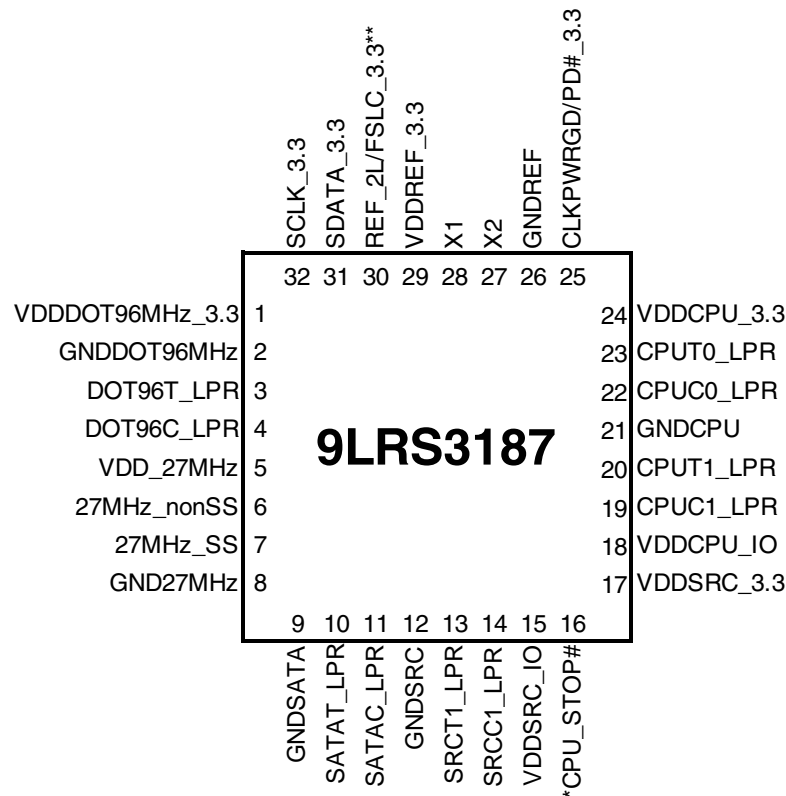 SCLK_3.3
SDATA_3.3
REF_2L/FSLC_3.3**
VDDREF_3.3
X1
X2
GNDREF
CLKPWRGD/PD#_3.3
32 31 30 29 28 27 26 25
VDDDOT96MHz_3.3 1
GNDDOT96MHz 2
DOT96T_LPR 3
DOT96C_LPR 4
VDD_27MHz 5
27MHz_nonSS 6
27MHz_SS 7
GND27MHz 8
9LRS3187
24 VDDCPU_3.3
23 CPUT0_LPR
22 CPUC0_LPR
21 GNDCPU
20 CPUT1_LPR
19 CPUC1_LPR
18 VDDCPU_IO
17 VDDSRC_3.3
9 10 11 12 13 14 15 16
GNDSATA
SATAT_LPR
SATAC_LPR
GNDSRC
SRCT1_LPR
SRCC1_LPR
VDDSRC_IO
*CPU_STOP#